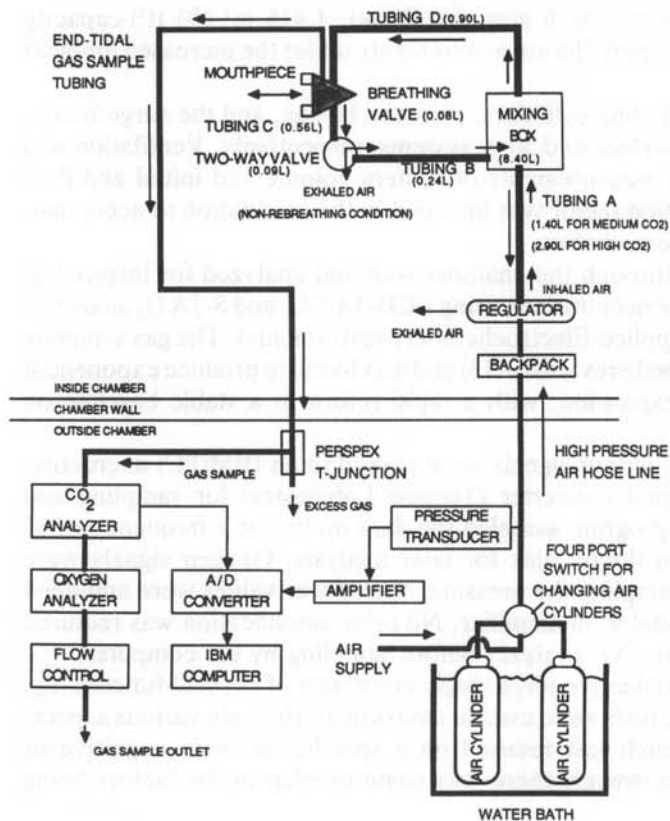 TUBING D (0.90L)
END-TIDAL
GAS SAMPLE
TUBING
MOUTHPIECE
BREATHING
VALVE (0.08L)
MIXING
BOX
(8.40L)
TUBING C (0.56L)
TWO-WAY VALVE
(0.09L)
TUBING B
(0.24L)
EXHALED AIR
(NON-REBREATHING CONDITION)
TUBING A
(1.40L FOR MEDIUM CO2)
(2.90L FOR HIGH CO2)
INHALED AIR
REGULATOR
EXHALED AIR
BACKPACK
INSIDE CHAMBER
CHAMBER WALL
OUTSIDE CHAMBER
PERSPEX
T-JUNCTION
GAS SAMPLE
HIGH PRESSURE
AIR HOSELINE
EXCESS GAS
CO2
ANALYZER
PRESSURE
TRANSDUCER
FOUR PORT
SWITCH FOR
CHANGING AIR
CYLINDERS
OXYGEN
ANALYZER
A/D
CONVERTER
AMPLIFIER
FLOW
CONTROL
IBM
COMPUTER
AIR
SUPPLY
AIR CYLINDER
AIR CYLINDER
GAS SAMPLE OUTLET
WATER BATH